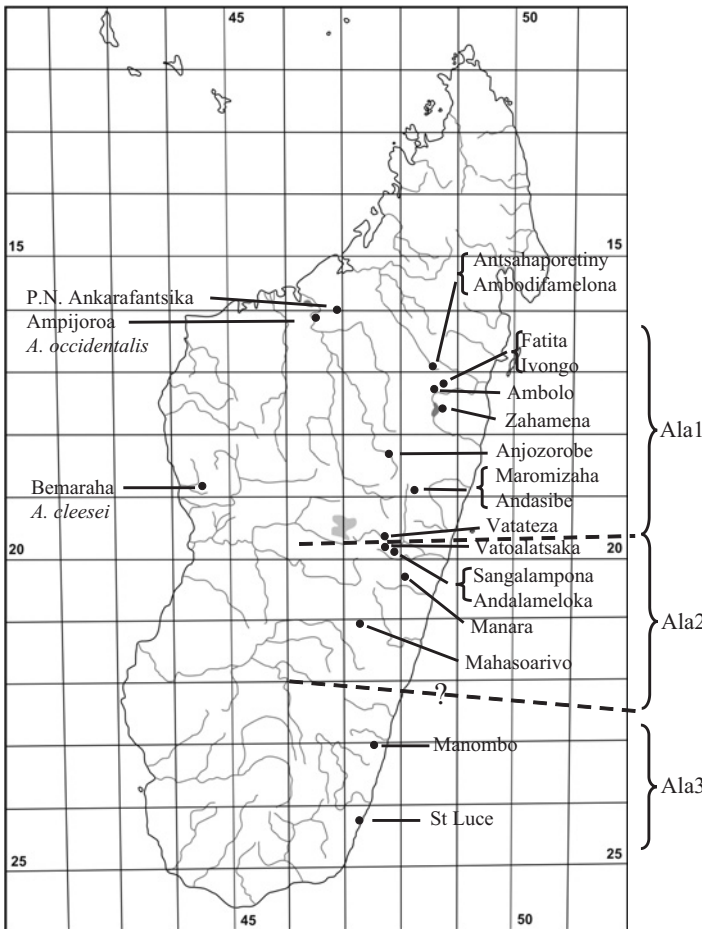 45
50
15
15
Antsahaporetiny
Ambodifamelona
P.N. Ankarafantsika
Ampijoroa
A. occidentalis
Fatita
Ivongo
Ambolo
Zahamena
Ala1
Anjozorobe
Maromizaha
Andasibe
Bemaraha
A. cleesei
Vatateza
20
Vatoalatsaka
20
Sangalampona
Andalameloka
Manara
Ala2
Mahasoarivo
?
Manombo
Ala3
St Luce
25
25
45
50